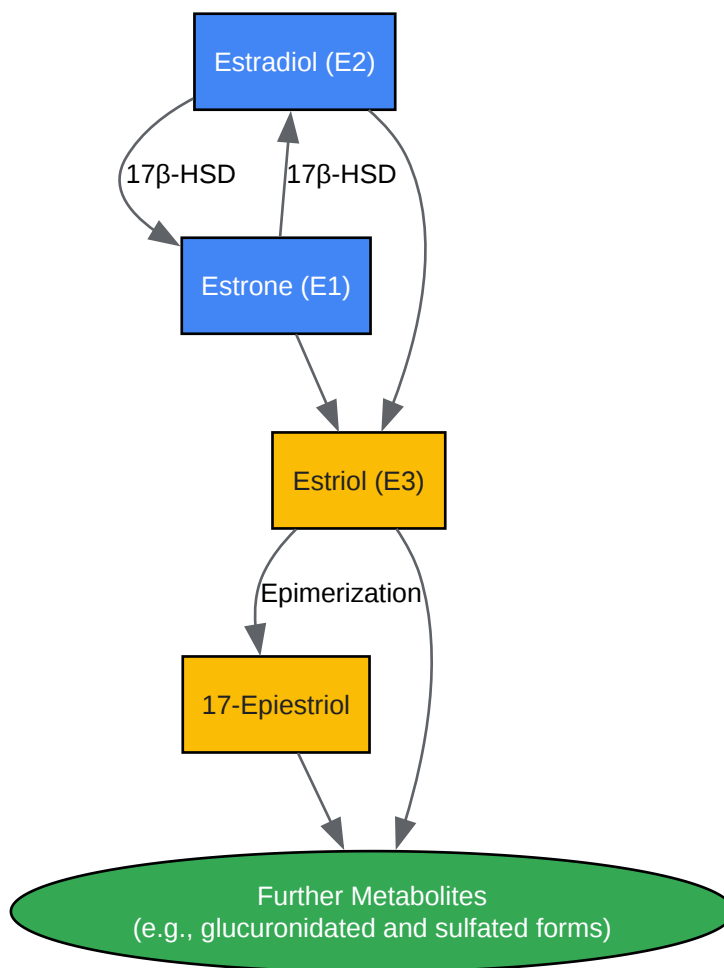 Estradiol (E2)
17β-HSD
17β-HSD
Estrone (E1)
Estriol (E3)
Epimerization
17-Epiestriol
Further Metabolites
(e.g., glucuronidated and sulfated forms)